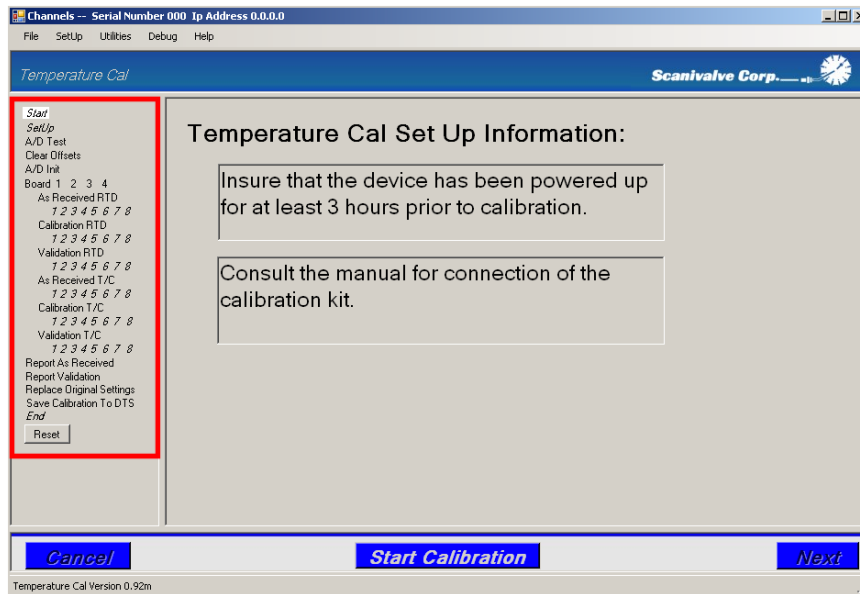 Channels -- Serial Number 000 Ip Address 0.0.0.0
File SetUp Utilities Debug Help
Temperature Cal
Scanivalve Corp.
Start
SetUp
A/D Test
Clear Offsets
A/D Init
Board 1 2 3 4
As Received RTD
1 2 3 4 5 6 7 8
Calibration RTD
1 2 3 4 5 6 7 8
Validation RTD
1 2 3 4 5 6 7 8
As Received T/C
1 2 3 4 5 6 7 8
Calibration T/C
1 2 3 4 5 6 7 8
Validation T/C
1 2 3 4 5 6 7 8
Report As Received
Report Validation
Replace Original Settings
Save Calibration To DTS
End
Reset
Temperature Cal Set Up Information:
Insure that the device has been powered up
for at least 3 hours prior to calibration.
Consult the manual for connection of the
calibration kit.
Cancel
Start Calibration
Next
Temperature Cal Version 0.92m